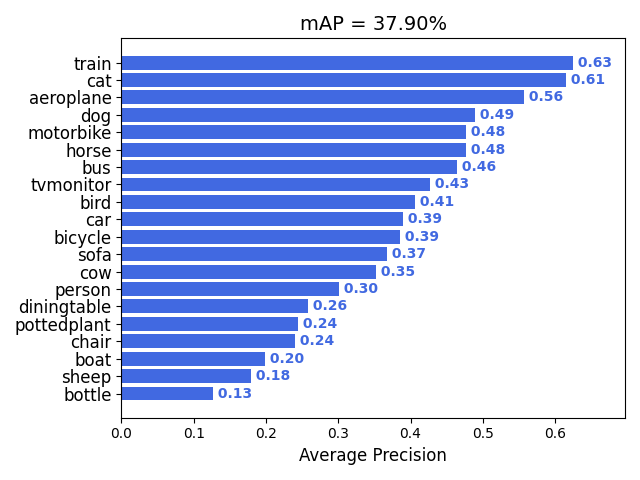 mAP = 37.90%
train 0.63
cat 0.61
aeroplane 0.56
dog 0.49
motorbike 0.48
horse 0.48
bus 0.46
tvmonitor 0.43
bird 0.41
car 0.39
bicycle 0.39
sofa 0.37
cow 0.35
person 0.30
diningtable 0.26
pottedplant 0.24
chair 0.24
boat 0.20
sheep 0.18
bottle 0.13
0.0 0.1 0.2 0.3 0.4 0.5 0.6
Average Precision